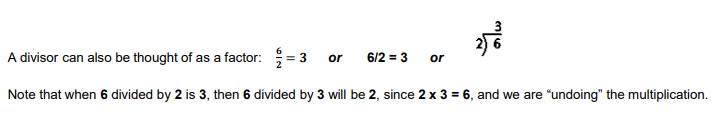 A divisor can also be thought of as a factor: 6/2 = 3 or 6/2 = 3 or 2)6 3
Note that when 6 divided by 2 is 3, then 6 divided by 3 will be 2, since 2 x 3 = 6, and we are “undoing” the multiplication.